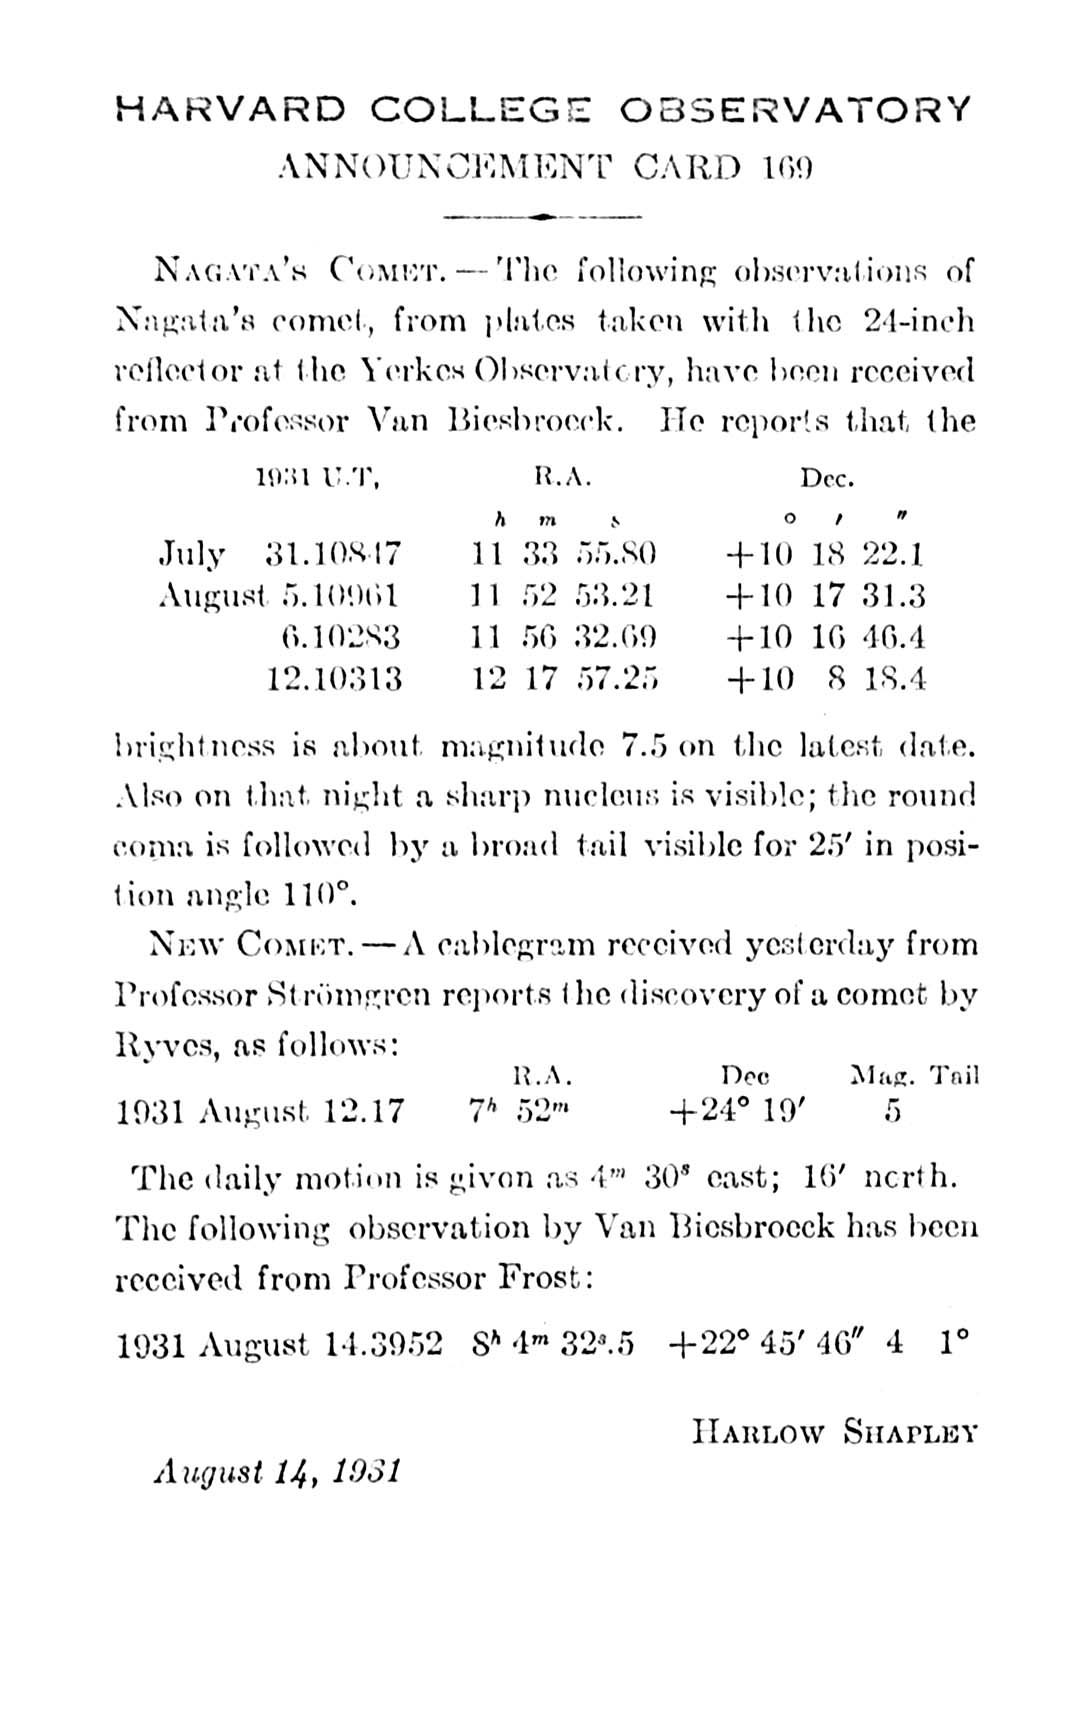 HARVARD COLLEGE OBSERVATORY
ANNOUNCEMENT CARD 169
NAGATA'S COMET. — The following observations of
Nagata's comet, from plates taken with the 24-inch
reflector at the Yerkes Observatory, have been received
from Professor Van Biesbroeck. He reports that the
1931 U.T. R.A. Dec.
h m s ° ′ ″
July 31.10847 11 33 55.80 +10 18 22.1
August 5.10961 11 52 53.21 +10 17 31.3
6.10283 11 56 32.69 +10 16 46.4
12.10313 12 17 57.25 +10 8 18.4
brightness is about magnitude 7.5 on the latest date.
Also on that night a sharp nucleus is visible; the round
coma is followed by a broad tail visible for 25′ in posi-
tion angle 110°.
NEW COMET. — A cablegram received yesterday from
Professor Strömgren reports the discovery of a comet by
Ryves, as follows:
R.A. Dec Mag. Tail
1931 August 12.17 7ʰ 52ᵐ +24° 19′ 5
The daily motion is given as 4ᵐ 30ˢ east; 16′ north.
The following observation by Van Biesbroeck has been
received from Professor Frost:
1931 August 14.3952 8ʰ 4ᵐ 32ˢ.5 +22° 45′ 46″ 4 1°
HARLOW SHAPLEY
August 14, 1931